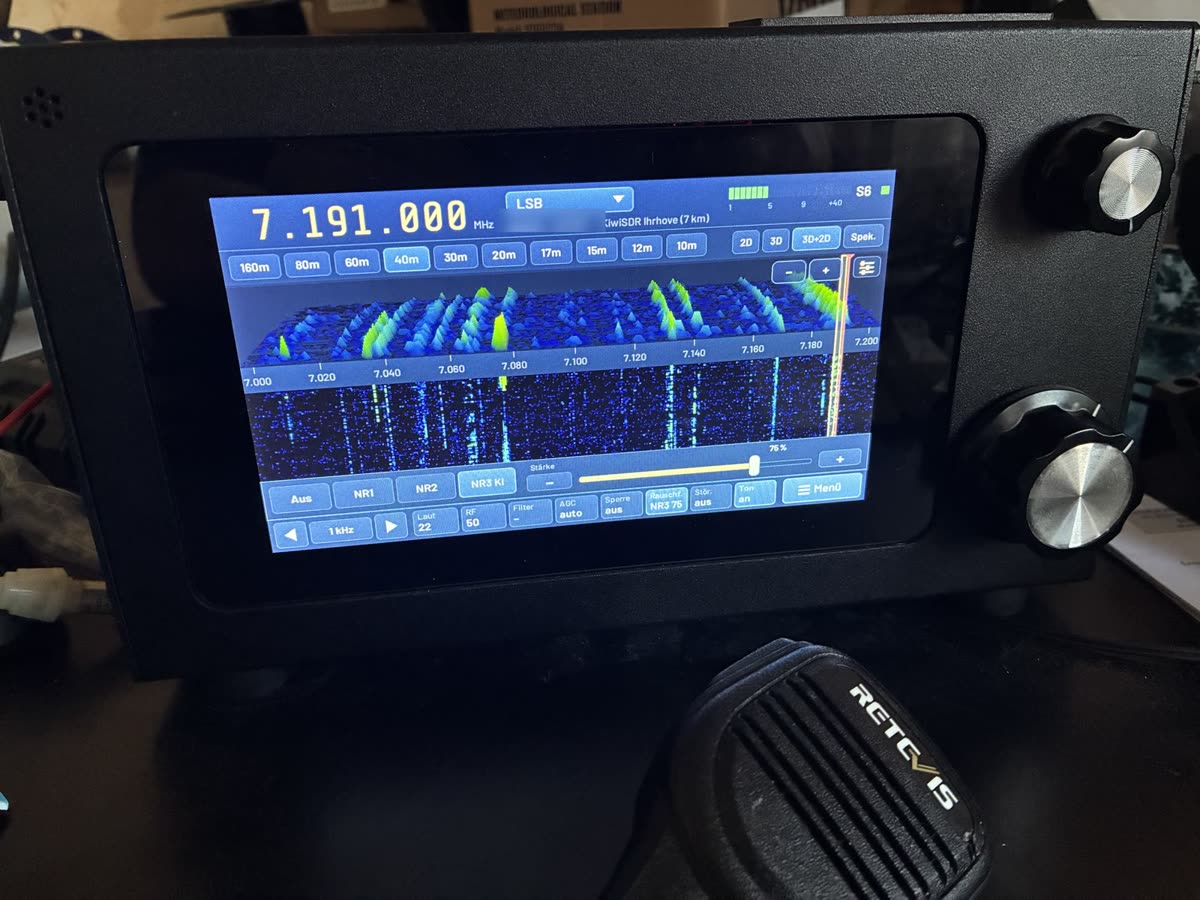 METEOROLOGICAL STATION
7.191.000 MHz
LSB
KiwiSDR Ihrhove (7 km)
1 5 9 +40
S6
160m 80m 60m 40m 30m 20m 17m 15m 12m 10m
2D 3D 3D+2D Spek.
- +
7.000 7.020 7.040 7.060 7.080 7.100 7.120 7.140 7.160 7.180 7.200
Aus NR1 NR2 NR3 KI
Stärke
- 75% +
1 kHz
Laut 22
RF 50
Filter –
AGC auto
Sperre aus
Rauschf. NR3 75
Stör. aus
Ton an
Menü
RETEVIS